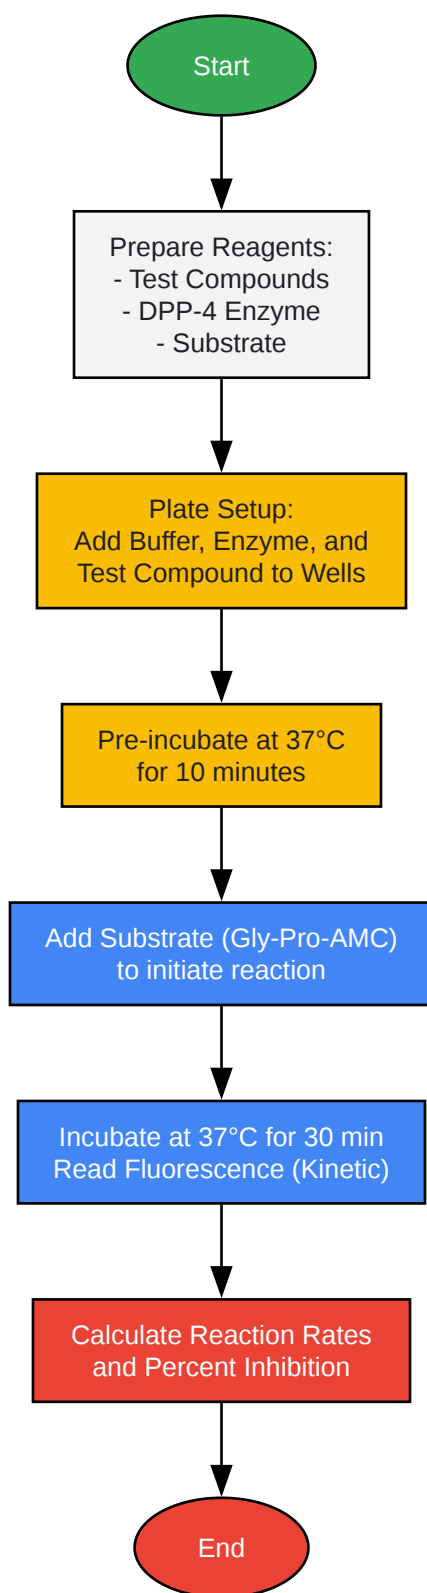 Start
Prepare Reagents:
- Test Compounds
- DPP-4 Enzyme
- Substrate
Plate Setup:
Add Buffer, Enzyme, and
Test Compound to Wells
Pre-incubate at 37°C
for 10 minutes
Add Substrate (Gly-Pro-AMC)
to initiate reaction
Incubate at 37°C for 30 min
Read Fluorescence (Kinetic)
Calculate Reaction Rates
and Percent Inhibition
End